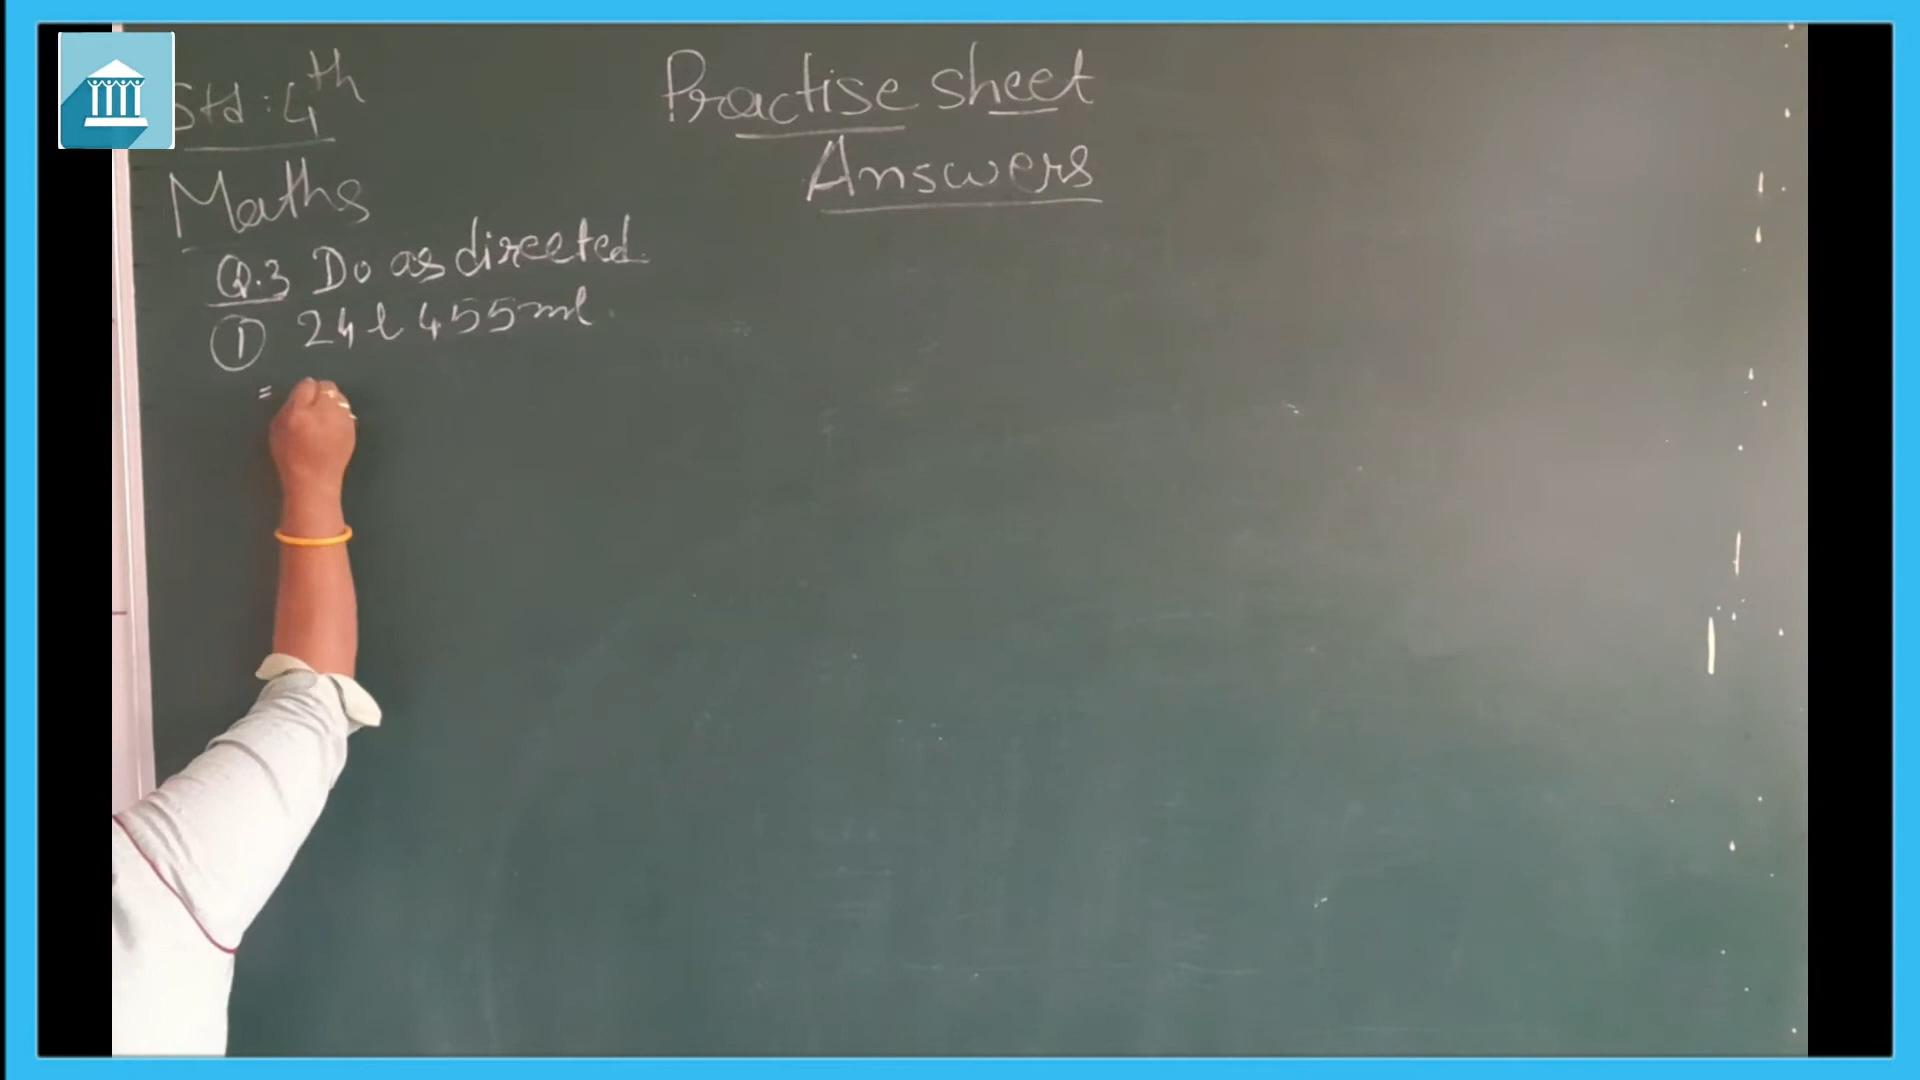 Std : 4th
Practise sheet
Answers
Maths
Q.3 Do as directed.
① 24 l 455 ml.
=